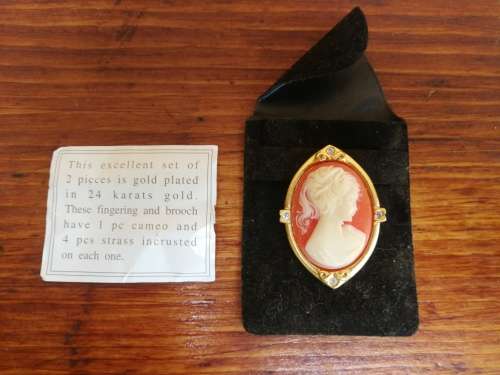 This excellent set of
2 pieces is gold plated
in 24 karats gold.
These fingering and brooch
have 1 pc cameo and
4 pcs strass incrusted
on each one.